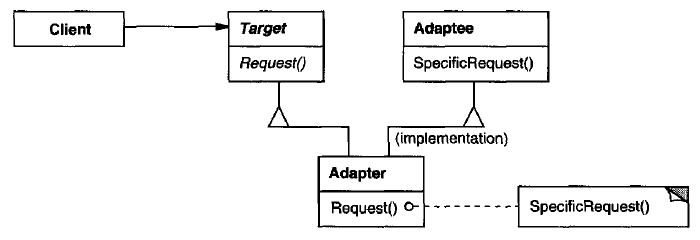 Client
Target
Request()
Adaptee
SpecificRequest()
(implementation)
Adapter
Request()
SpecificRequest()